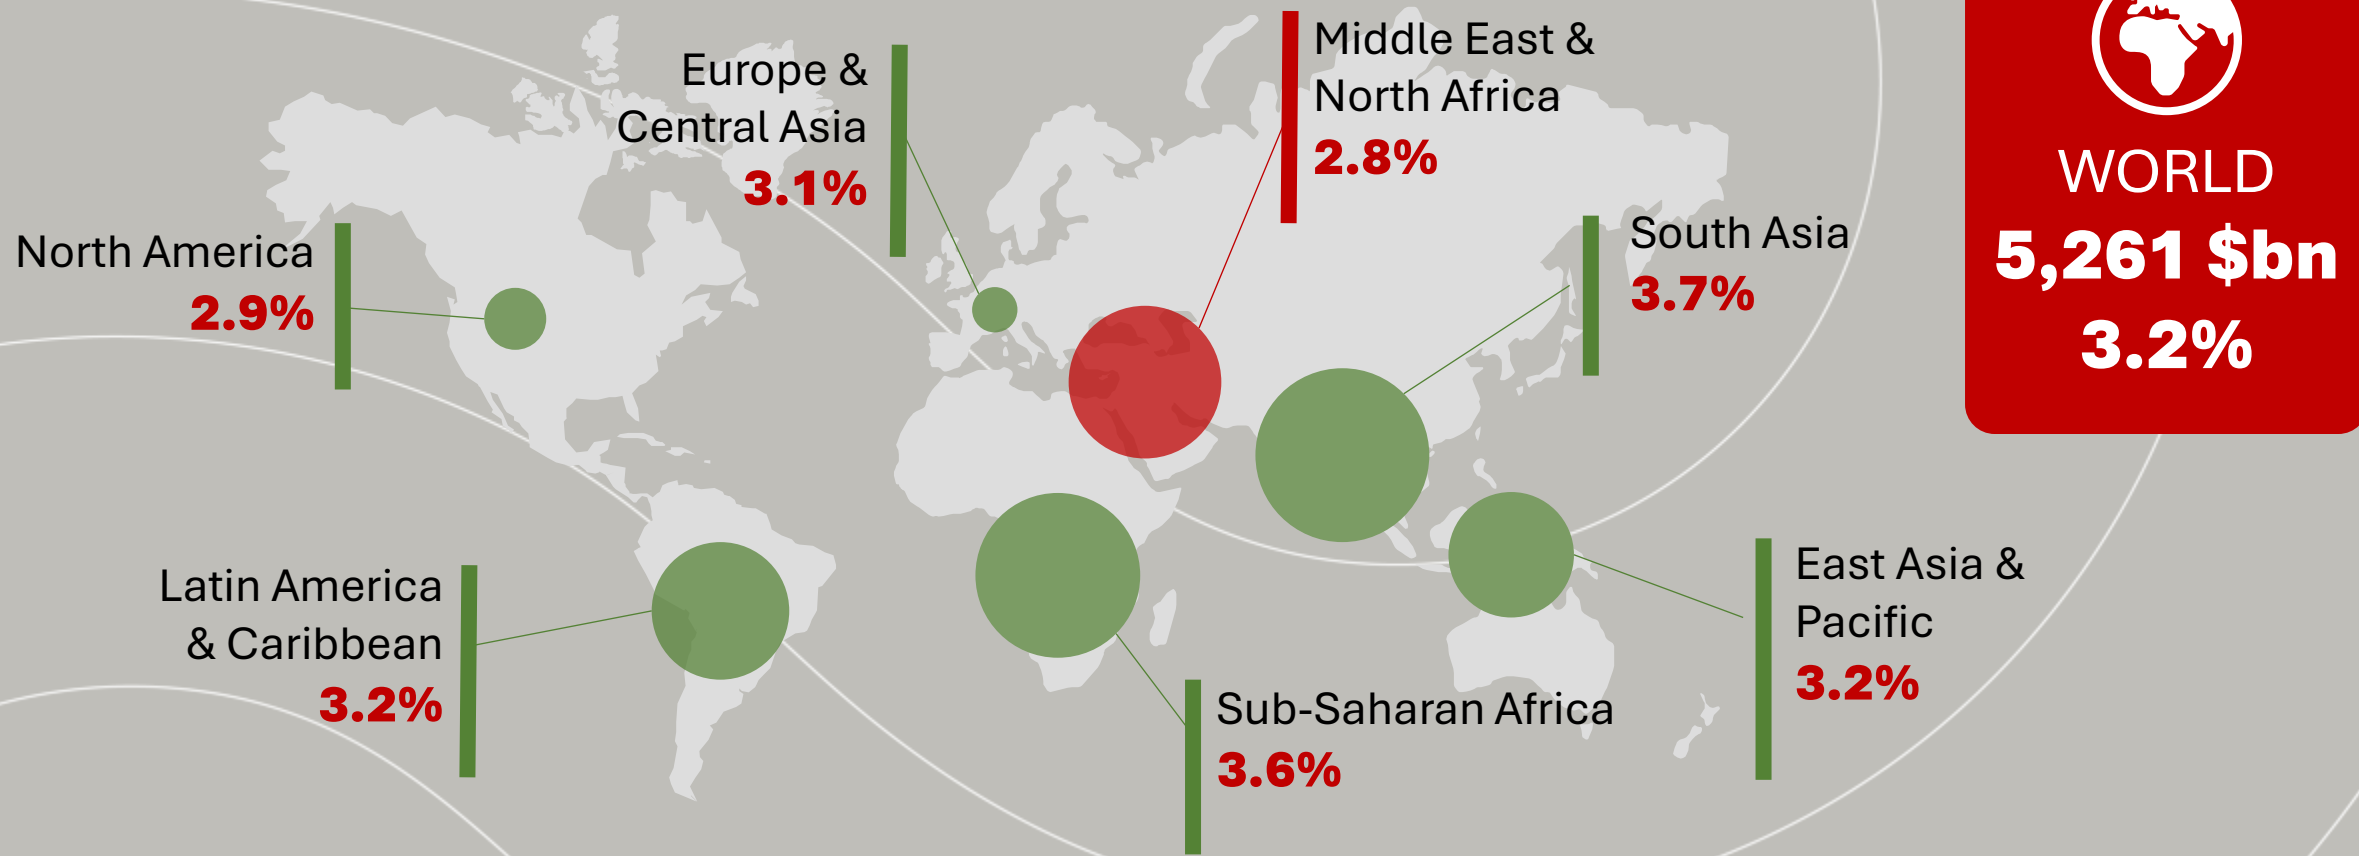 Middle East &
North Africa
2.8%
Europe &
Central Asia
3.1%
WORLD
5,261 $bn
3.2%
North America
2.9%
South Asia
3.7%
Latin America
& Caribbean
3.2%
East Asia &
Pacific
3.2%
Sub-Saharan Africa
3.6%